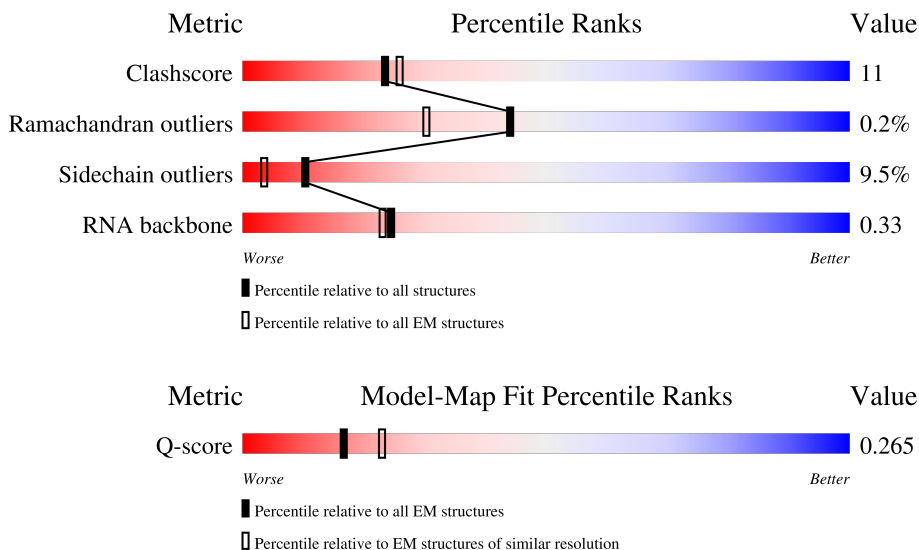 Metric Percentile Ranks Value
Clashscore 11
Ramachandran outliers 0.2%
Sidechain outliers 9.5%
RNA backbone 0.33
Worse Better
Percentile relative to all structures
Percentile relative to all EM structures
Metric Model-Map Fit Percentile Ranks Value
Q-score 0.265
Worse Better
Percentile relative to all EM structures
Percentile relative to EM structures of similar resolution